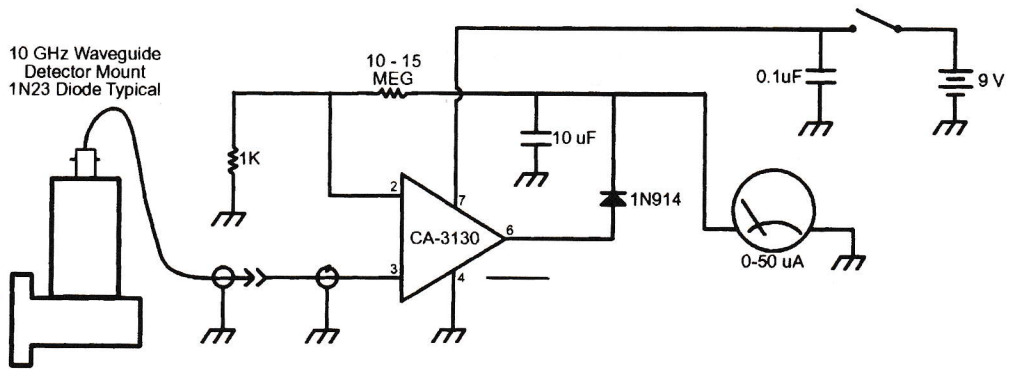 10 GHz Waveguide
Detector Mount
1N23 Diode Typical
10 - 15
MEG
0.1uF
9 V
1K
10 uF
2
7
1N914
CA-3130
6
3
4
0-50 uA